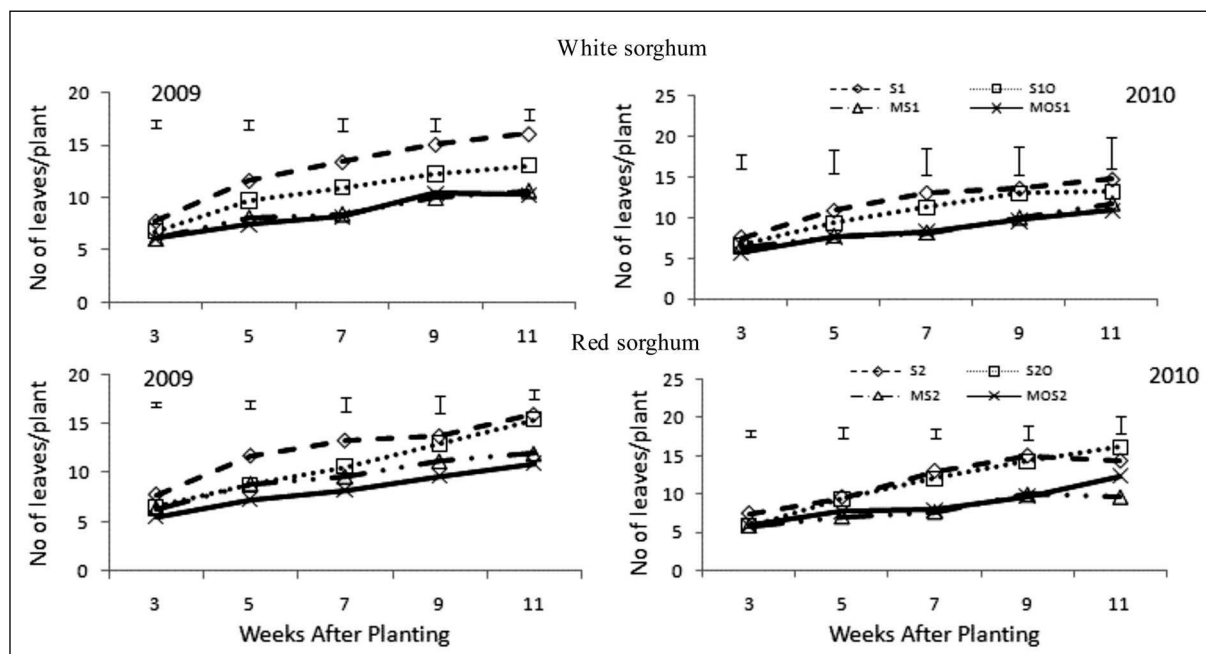 White sorghum
2009
No of leaves/plant
20
15
10
5
0
3 5 7 9 11
S1 S1O
MS1 MOS1
2010
No of leaves/plant
25
20
15
10
5
0
3 5 7 9 11
Red sorghum
2009
No of leaves/plant
20
15
10
5
0
3 5 7 9 11
Weeks After Planting
S2 S2O
MS2 MOS2
2010
No of leaves/plant
25
20
15
10
5
0
3 5 7 9 11
Weeks After Planting